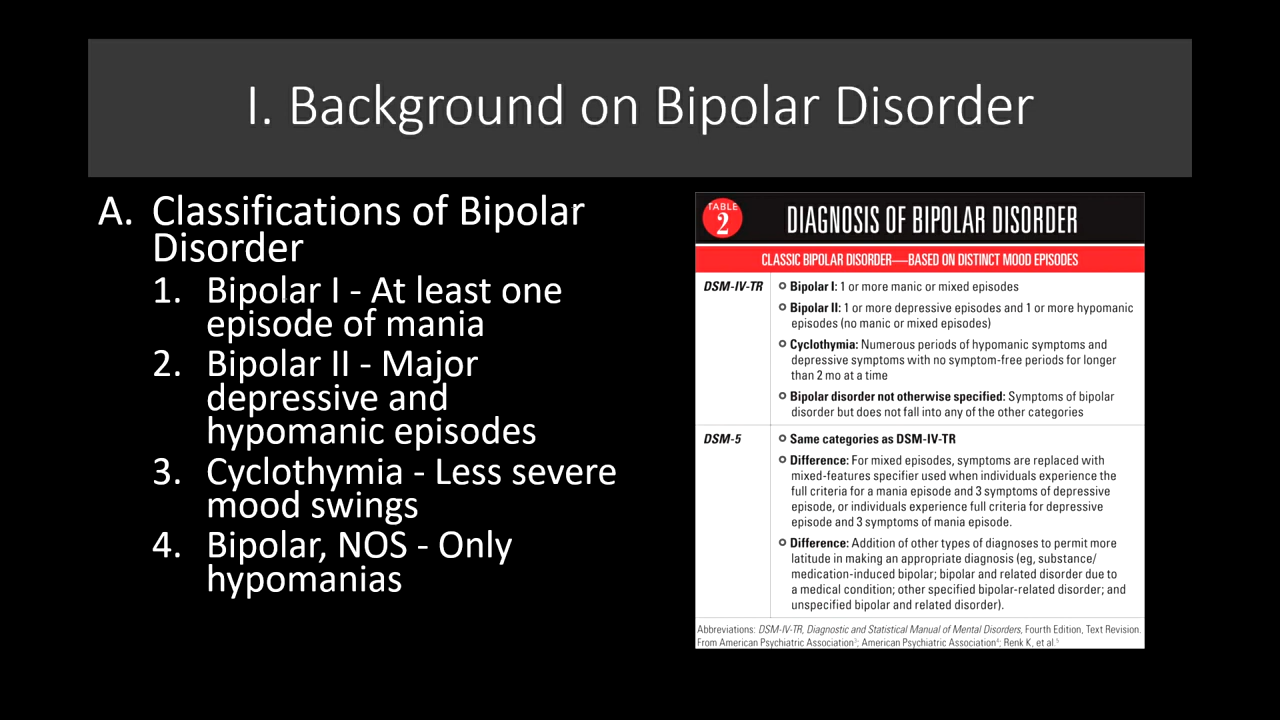 I. Background on Bipolar Disorder
A. Classifications of Bipolar
Disorder
1. Bipolar I - At least one
episode of mania
2. Bipolar II - Major
depressive and
hypomanic episodes
3. Cyclothymia - Less severe
mood swings
4. Bipolar, NOS - Only
hypomanias
TABLE
2
DIAGNOSIS OF BIPOLAR DISORDER
CLASSIC BIPOLAR DISORDER—BASED ON DISTINCT MOOD EPISODES
DSM-IV-TR
Bipolar I: 1 or more manic or mixed episodes
Bipolar II: 1 or more depressive episodes and 1 or more hypomanic
episodes (no manic or mixed episodes)
Cyclothymia: Numerous periods of hypomanic symptoms and
depressive symptoms with no symptom-free periods for longer
than 2 mo at a time
Bipolar disorder not otherwise specified: Symptoms of bipolar
disorder but does not fall into any of the other categories
DSM-5
Same categories as DSM-IV-TR
Difference: For mixed episodes, symptoms are replaced with
mixed-features specifier used when individuals experience the
full criteria for a mania episode and 3 symptoms of depressive
episode, or individuals experience full criteria for depressive
episode and 3 symptoms of mania episode.
Difference: Addition of other types of diagnoses to permit more
latitude in making an appropriate diagnosis (eg, substance/
medication-induced bipolar; bipolar and related disorder due to
a medical condition; other specified bipolar-related disorder; and
unspecified bipolar and related disorder).
Abbreviations: DSM-IV-TR, Diagnostic and Statistical Manual of Mental Disorders, Fourth Edition, Text Revision.
From American Psychiatric Association; American Psychiatric Association; Renk K, et al.